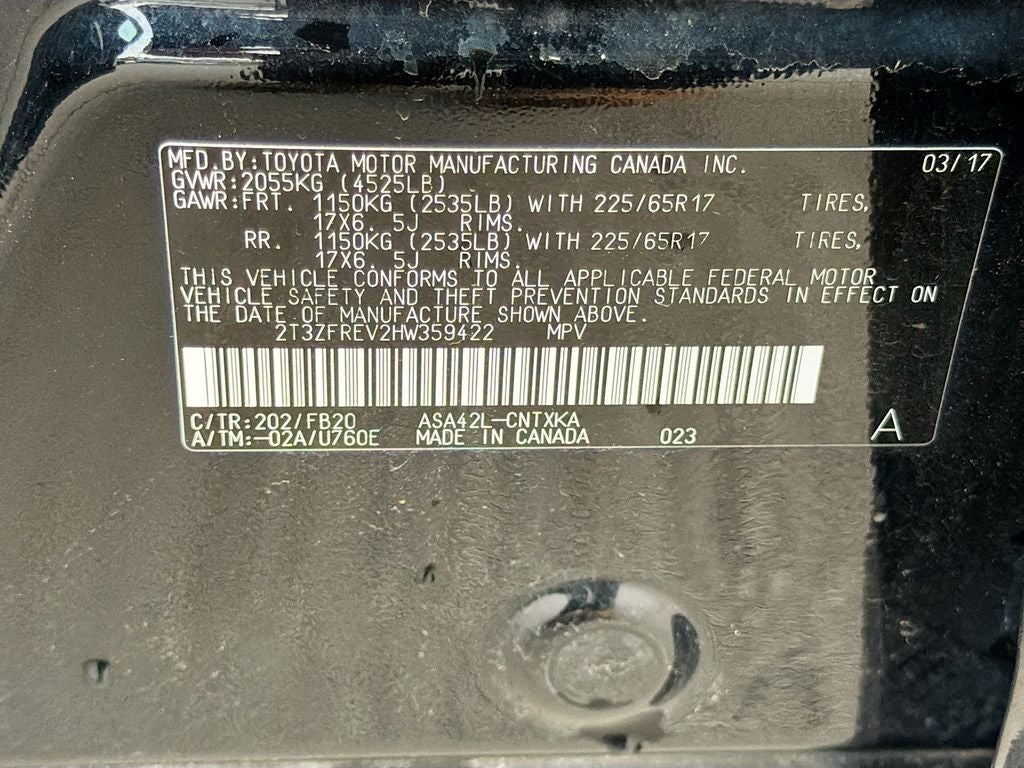 MFD.BY:TOYOTA MOTOR MANUFACTURING CANADA INC. 03/17
GVWR:2055KG (4525LB)
GAWR:FRT. 1150KG (2535LB) WITH 225/65R17 TIRES,
17X6.5J RIMS.
RR. 1150KG (2535LB) WITH 225/65R17 TIRES,
17X6.5J RIMS.
THIS VEHICLE CONFORMS TO ALL APPLICABLE FEDERAL MOTOR
VEHICLE SAFETY AND THEFT PREVENTION STANDARDS IN EFFECT ON
THE DATE OF MANUFACTURE SHOWN ABOVE.
2T3ZFREV2HW359422 MPV
C/TR:202/FB20 ASA42L-CNTXKA
A/TM:-02A/U760E MADE IN CANADA 023 A